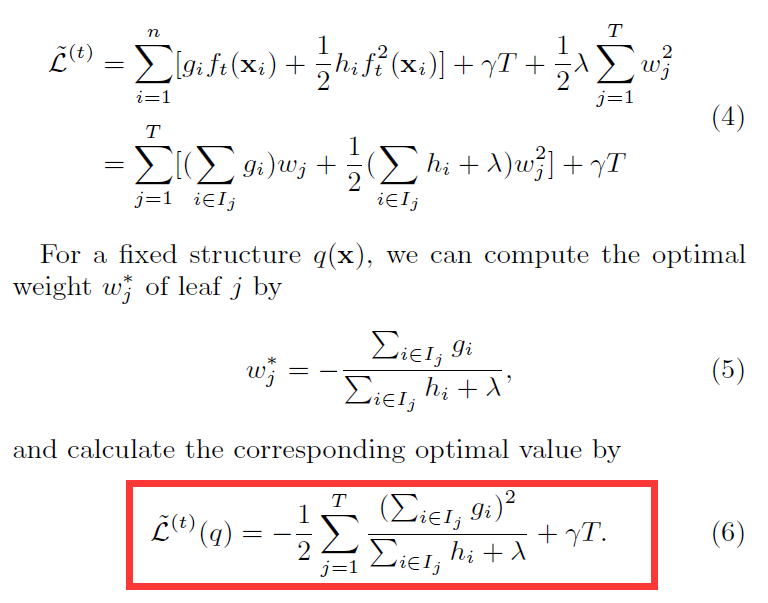 $\tilde{\mathcal{L}}^{(t)} = \sum_{i=1}^{n} [g_i f_t(\mathbf{x}_i) + \frac{1}{2} h_i f_t^2(\mathbf{x}_i)] + \gamma T + \frac{1}{2} \lambda \sum_{j=1}^{T} w_j^2$
$= \sum_{j=1}^{T} [(\sum_{i \in I_j} g_i) w_j + \frac{1}{2} (\sum_{i \in I_j} h_i + \lambda) w_j^2] + \gamma T$ (4)
For a fixed structure $q(\mathbf{x})$, we can compute the optimal
weight $w_j^*$ of leaf $j$ by
$w_j^* = -\frac{\sum_{i \in I_j} g_i}{\sum_{i \in I_j} h_i + \lambda},$ (5)
and calculate the corresponding optimal value by
$\tilde{\mathcal{L}}^{(t)}(q) = -\frac{1}{2} \sum_{j=1}^{T} \frac{(\sum_{i \in I_j} g_i)^2}{\sum_{i \in I_j} h_i + \lambda} + \gamma T.$ (6)